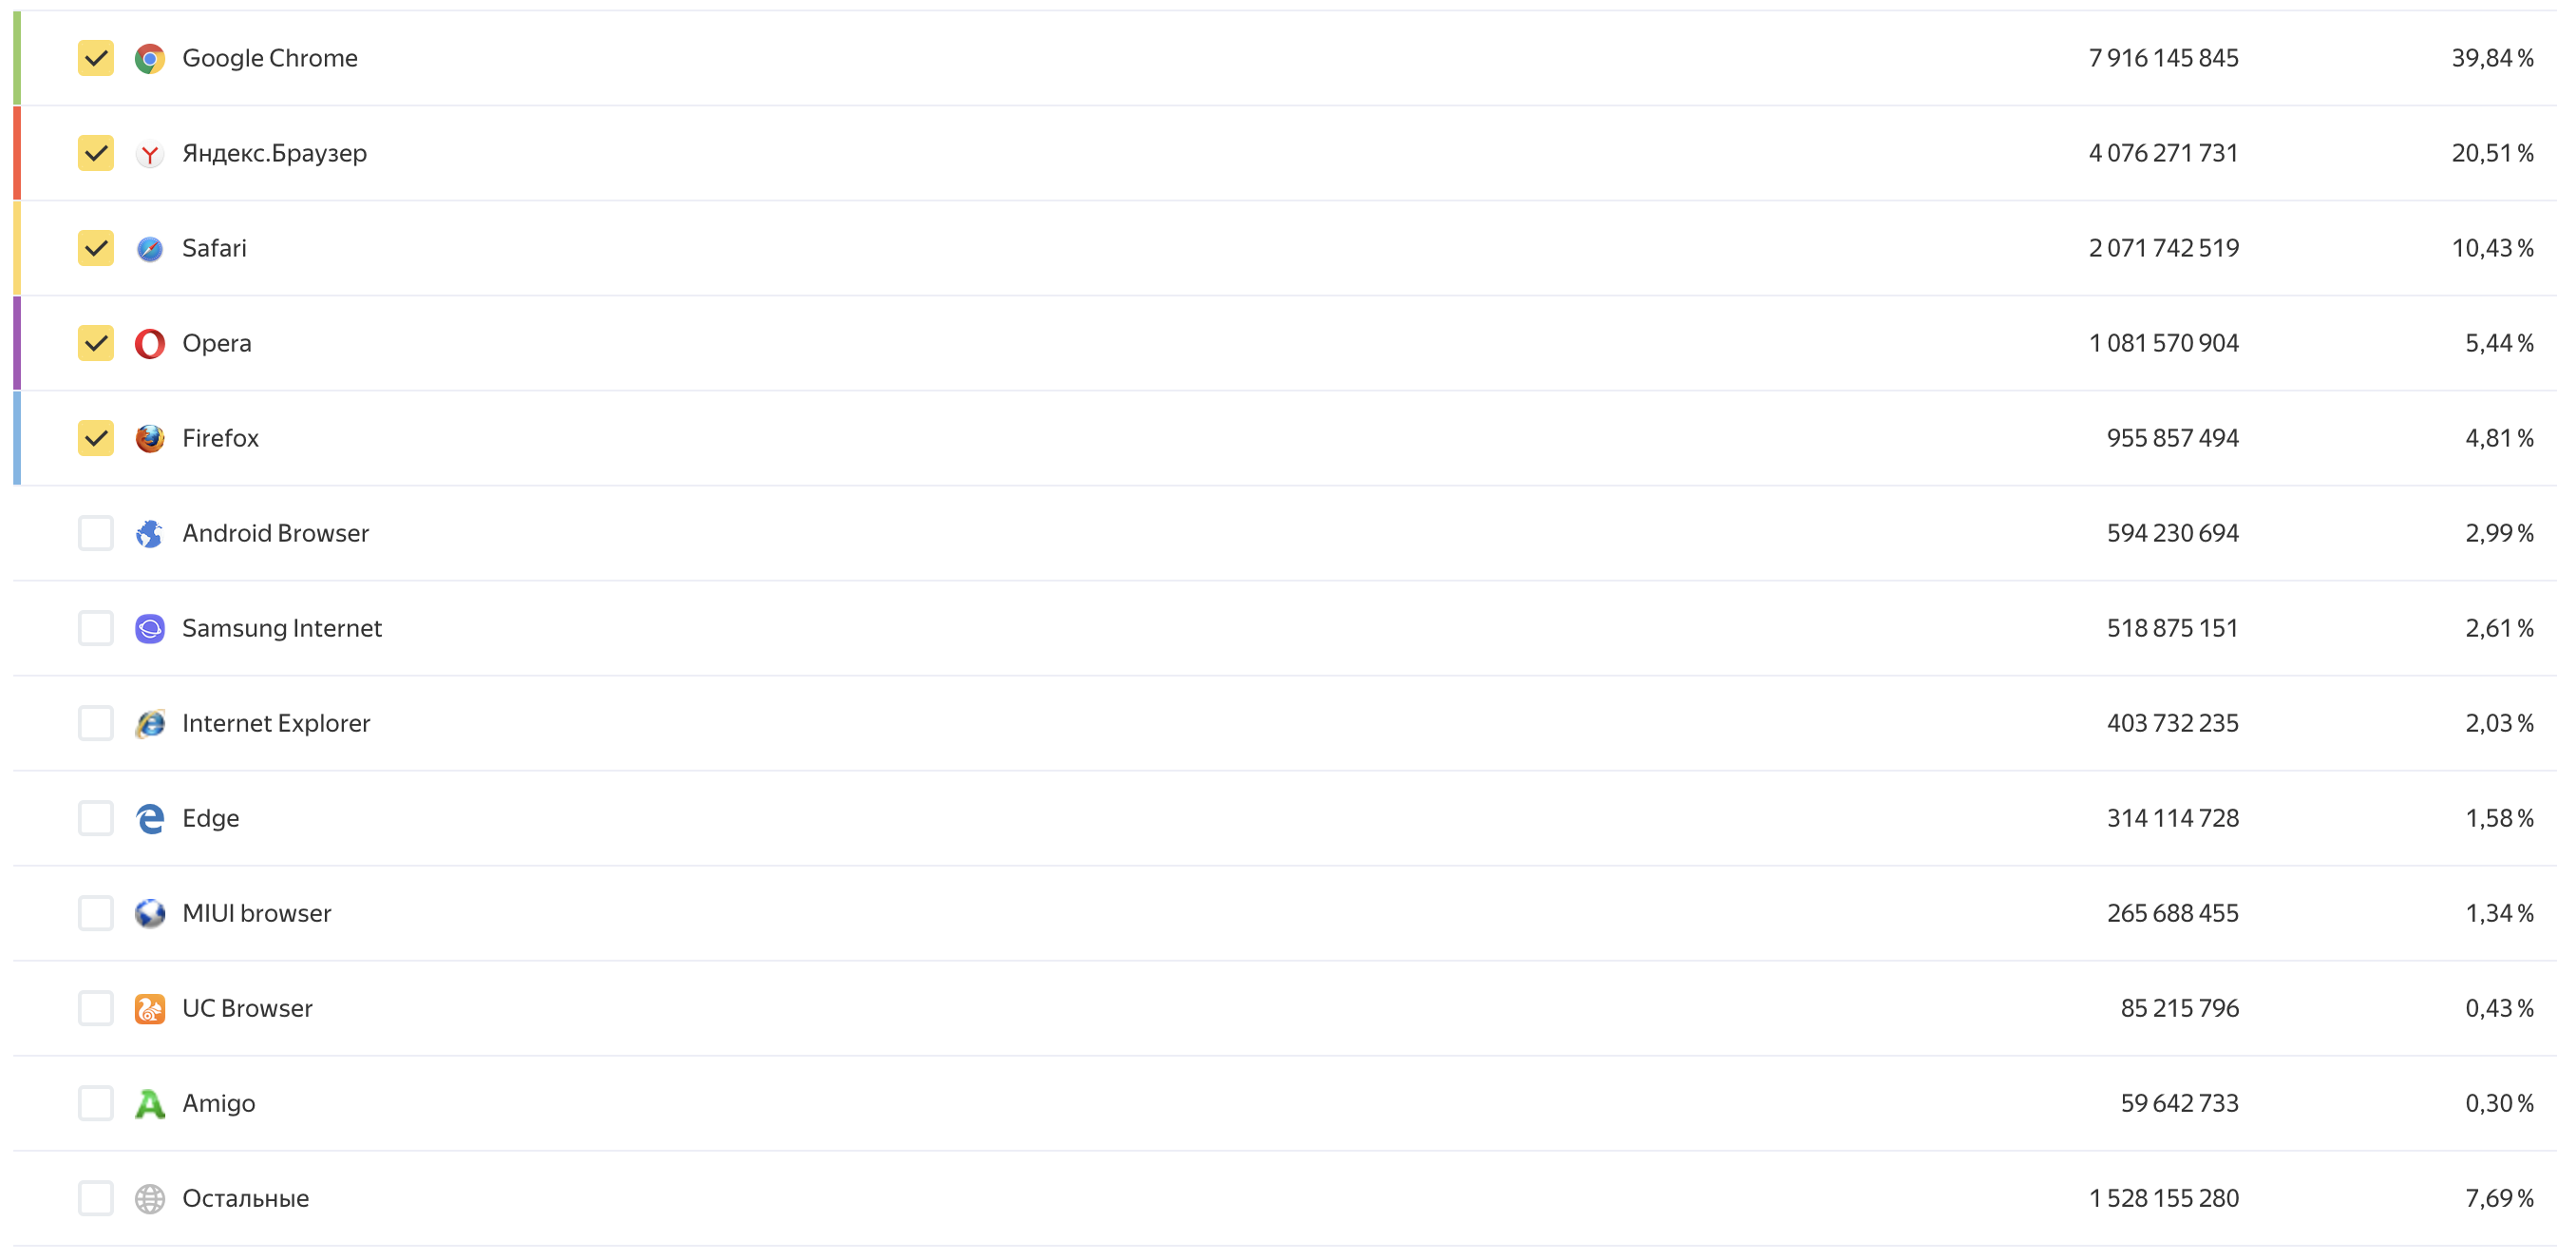 Google Chrome 7 916 145 845 39,84 %
Яндекс.Браузер 4 076 271 731 20,51 %
Safari 2 071 742 519 10,43 %
Opera 1 081 570 904 5,44 %
Firefox 955 857 494 4,81 %
Android Browser 594 230 694 2,99 %
Samsung Internet 518 875 151 2,61 %
Internet Explorer 403 732 235 2,03 %
Edge 314 114 728 1,58 %
MIUI browser 265 688 455 1,34 %
UC Browser 85 215 796 0,43 %
Amigo 59 642 733 0,30 %
Остальные 1 528 155 280 7,69 %